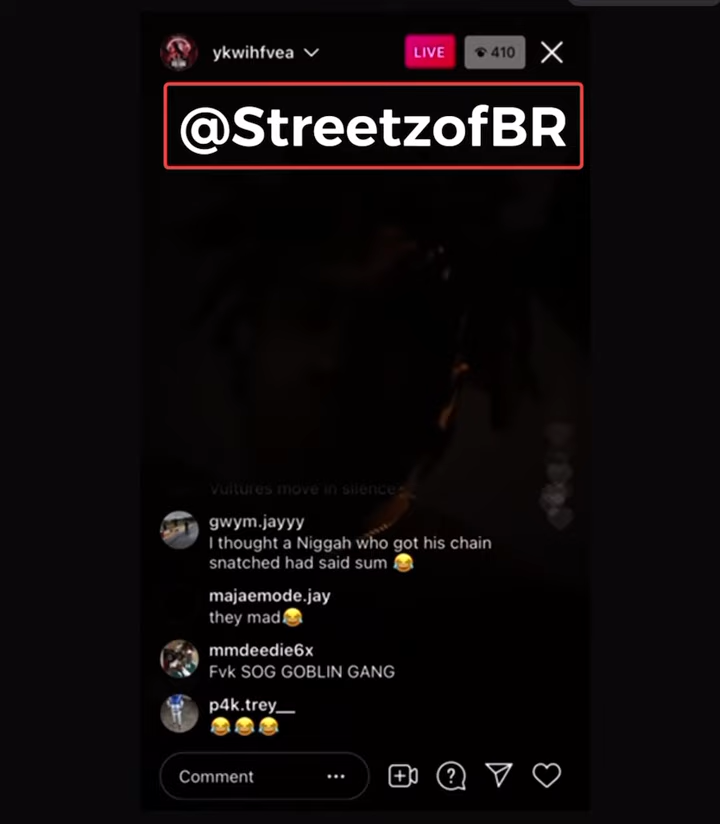 ykwihfvea
LIVE
410
@StreetzofBR
Vultures move in silence
gwym.jayyy
I thought a Niggah who got his chain
snatched had said sum 😂
majaemode.jay
they mad😂
mmdeedie6x
Fvk SOG GOBLIN GANG
p4k.trey__
😂😂😂
Comment